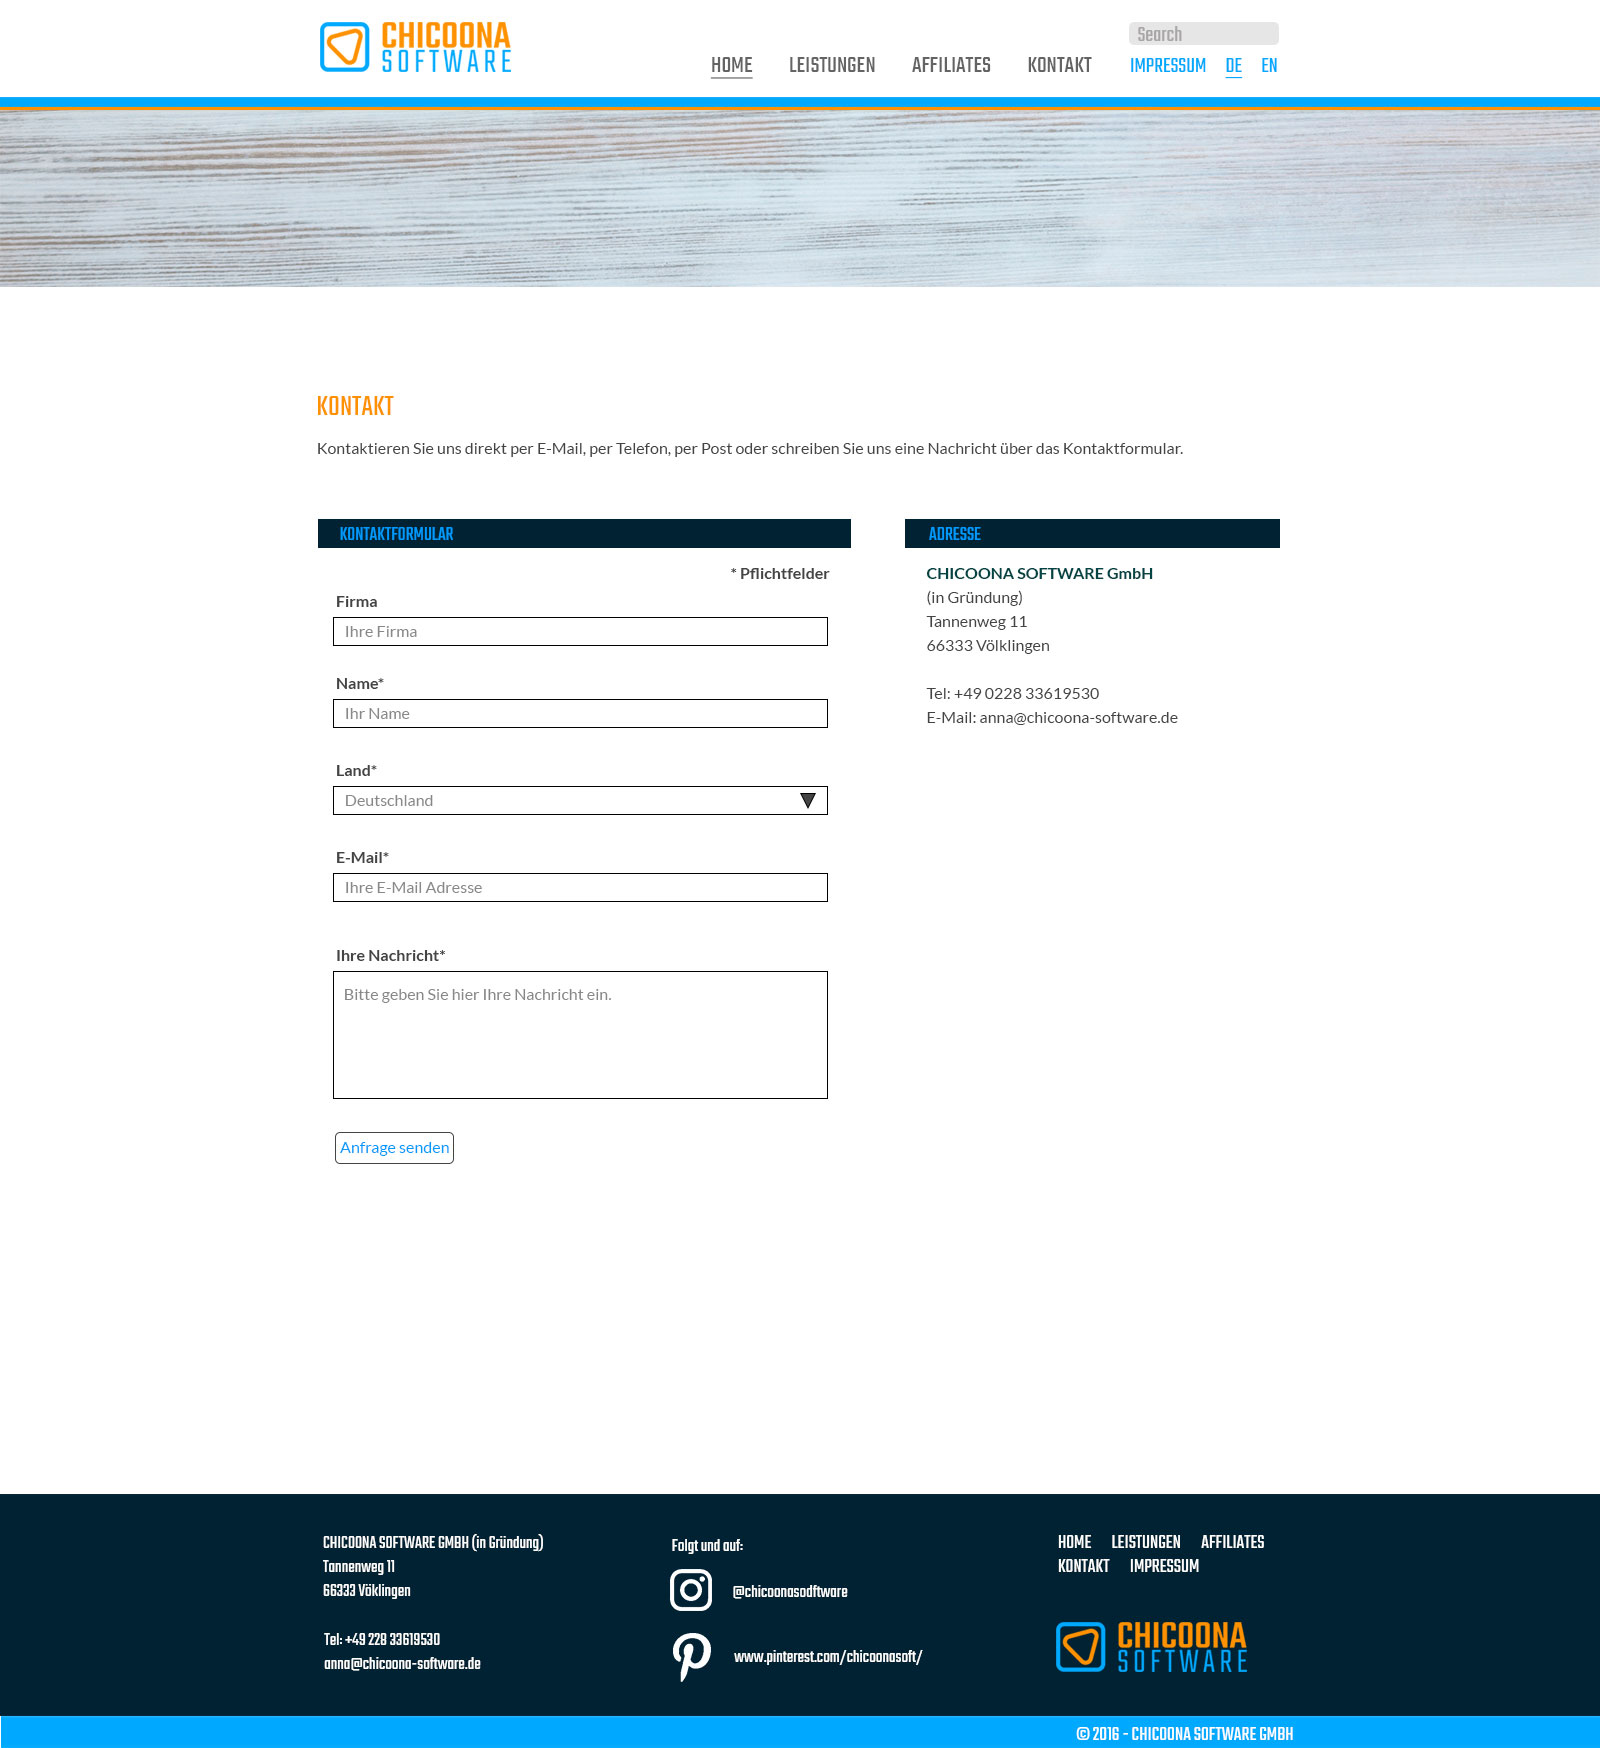 CHICOONA
SOFTWARE
Search
HOME LEISTUNGEN AFFILIATES KONTAKT IMPRESSUM DE EN
KONTAKT
Kontaktieren Sie uns direkt per E-Mail, per Telefon, per Post oder schreiben Sie uns eine Nachricht über das Kontaktformular.
KONTAKTFORMULAR
* Pflichtfelder
Firma
Ihre Firma
Name*
Ihr Name
Land*
Deutschland
E-Mail*
Ihre E-Mail Adresse
Ihre Nachricht*
Bitte geben Sie hier Ihre Nachricht ein.
Anfrage senden
ADRESSE
CHICOONA SOFTWARE GmbH
(in Gründung)
Tannenweg 11
66333 Völklingen
Tel: +49 0228 33619530
E-Mail: anna@chicoona-software.de
CHICOONA SOFTWARE GMBH (in Gründung)
Tannenweg 11
66333 Vöklingen
Tel: +49 228 33619530
anna@chicoona-software.de
Folgt und auf:
@chicoonasodftware
www.pinterest.com/chicoonasoft/
HOME LEISTUNGEN AFFILIATES
KONTAKT IMPRESSUM
CHICOONA
SOFTWARE
© 2016 - CHICOONA SOFTWARE GMBH